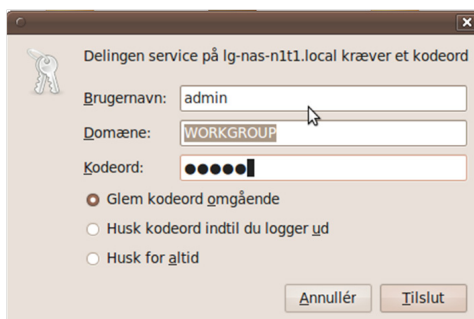 Delingen service på lg-nas-n1t1.local kræver et kodeord
Brugernavn: admin
Domæne: WORKGROUP
Kodeord: ●●●●●
Glem kodeord omgående
Husk kodeord indtil du logger ud
Husk for altid
Annullér Tilslut